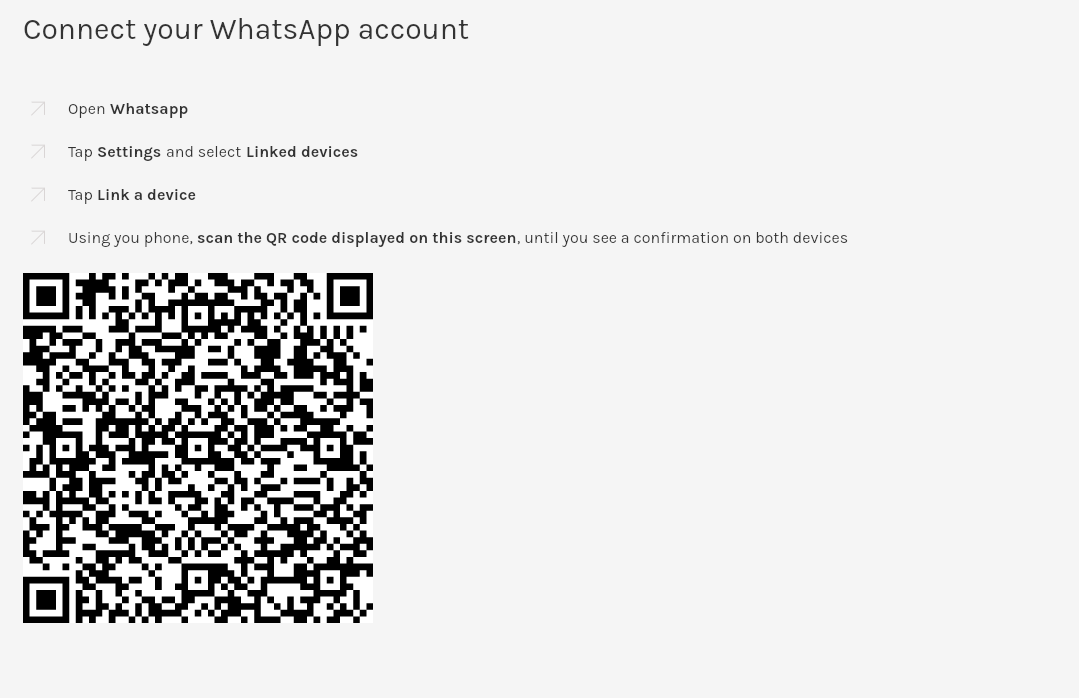 Connect your WhatsApp account
Open Whatsapp
Tap Settings and select Linked devices
Tap Link a device
Using you phone, scan the QR code displayed on this screen, until you see a confirmation on both devices